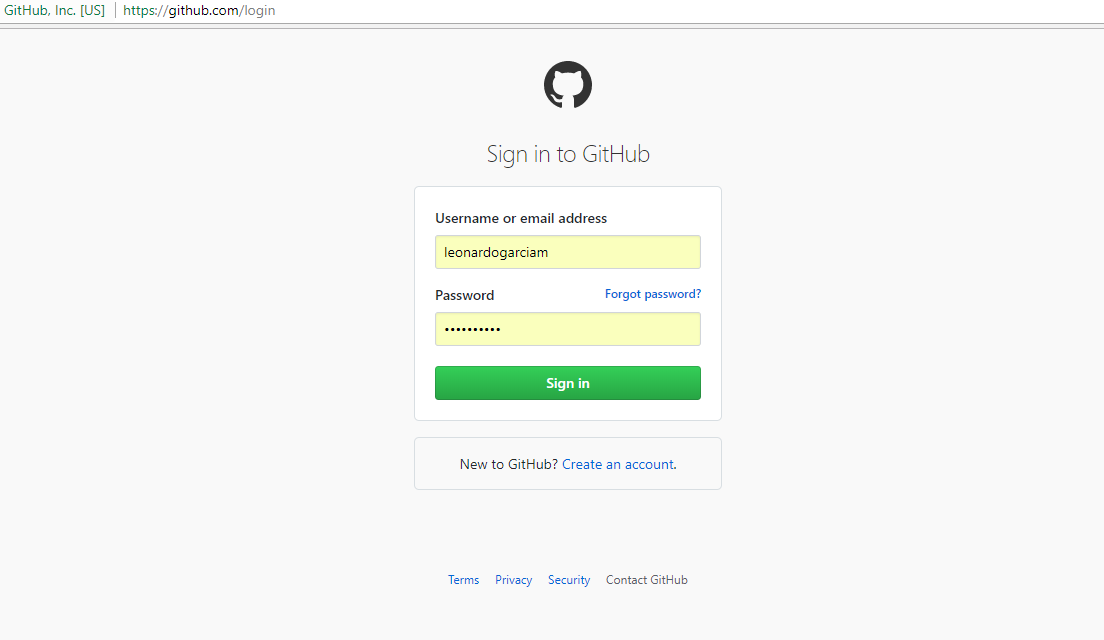 GitHub, Inc. [US] https://github.com/login
Sign in to GitHub
Username or email address
leonardogarciam
Password Forgot password?
••••••••••
Sign in
New to GitHub? Create an account.
Terms Privacy Security Contact GitHub